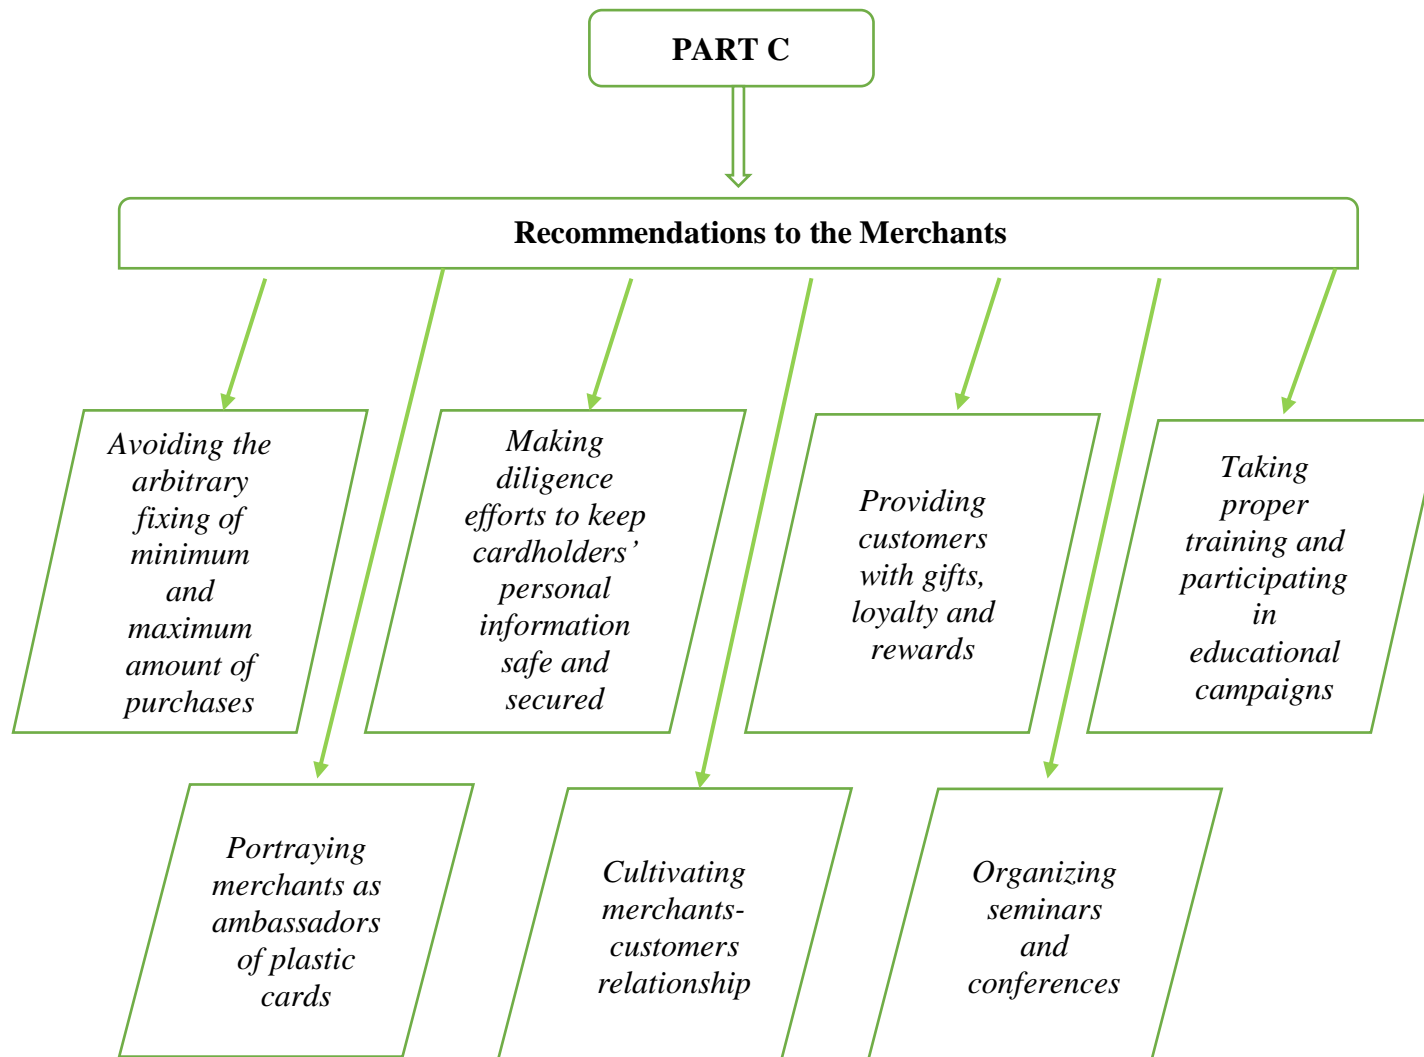 PART C
Recommendations to the Merchants
Avoiding the
arbitrary
fixing of
minimum
and
maximum
amount of
purchases
Making
diligence
efforts to keep
cardholders’
personal
information
safe and
secured
Providing
customers
with gifts,
loyalty and
rewards
Taking
proper
training and
participating
in
educational
campaigns
Portraying
merchants as
ambassadors
of plastic
cards
Cultivating
merchants-
customers
relationship
Organizing
seminars
and
conferences